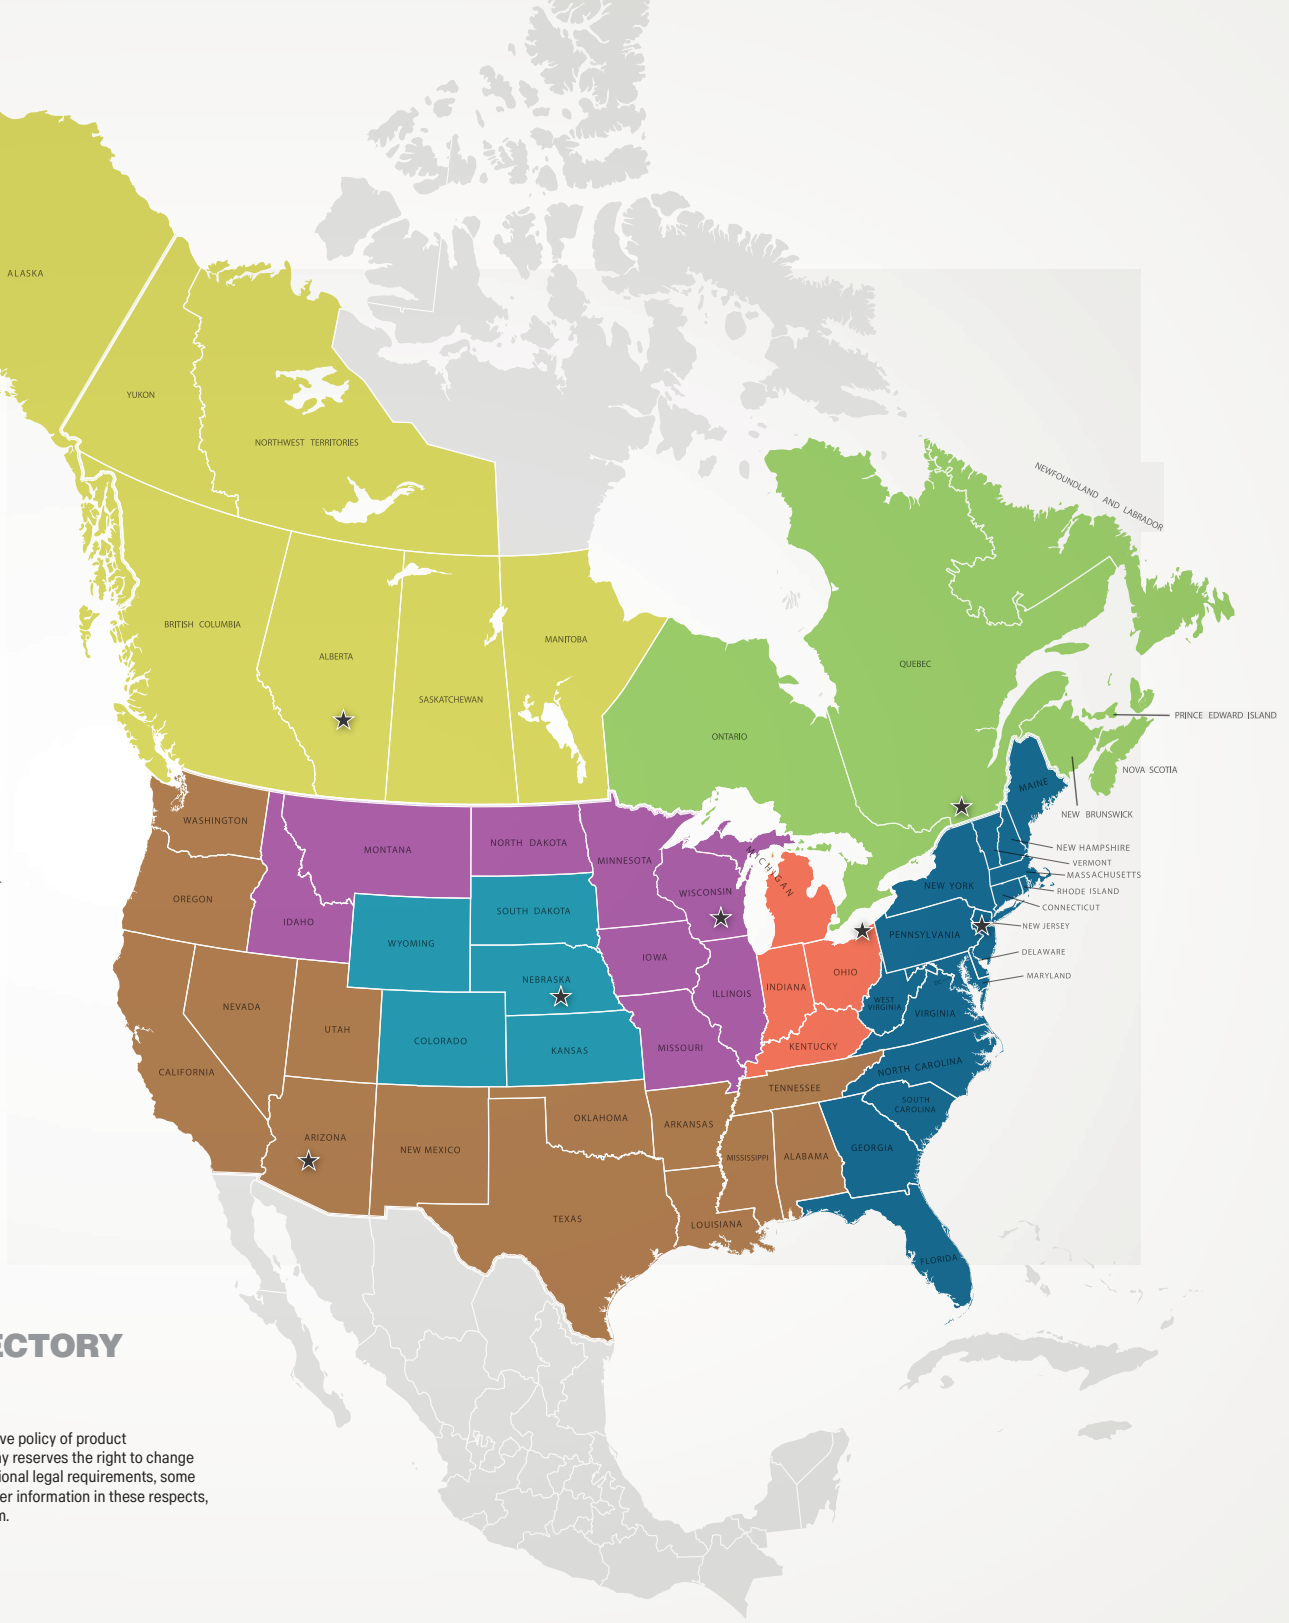 ALASKA
YUKON
NORTHWEST TERRITORIES
NEWFOUNDLAND AND LABRADOR
BRITISH COLUMBIA
ALBERTA
SASKATCHEWAN
MANITOBA
ONTARIO
QUEBEC
PRINCE EDWARD ISLAND
NOVA SCOTIA
NEW BRUNSWICK
MAINE
NEW HAMPSHIRE
VERMONT
MASSACHUSETTS
RHODE ISLAND
CONNECTICUT
NEW JERSEY
DELAWARE
MARYLAND
WASHINGTON
MONTANA
NORTH DAKOTA
MINNESOTA
MICHIGAN
WISCONSIN
NEW YORK
OREGON
IDAHO
SOUTH DAKOTA
WYOMING
PENNSYLVANIA
IOWA
OHIO
NEBRASKA
ILLINOIS
INDIANA
WEST
VIRGINIA
VIRGINIA
NEVADA
UTAH
COLORADO
KANSAS
MISSOURI
KENTUCKY
CALIFORNIA
NORTH CAROLINA
TENNESSEE
SOUTH
CAROLINA
ARIZONA
NEW MEXICO
OKLAHOMA
ARKANSAS
MISSISSIPPI
ALABAMA
GEORGIA
TEXAS
LOUISIANA
FLORIDA
ECTORY
ve policy of product
y reserves the right to change
ional legal requirements, some
er information in these respects,